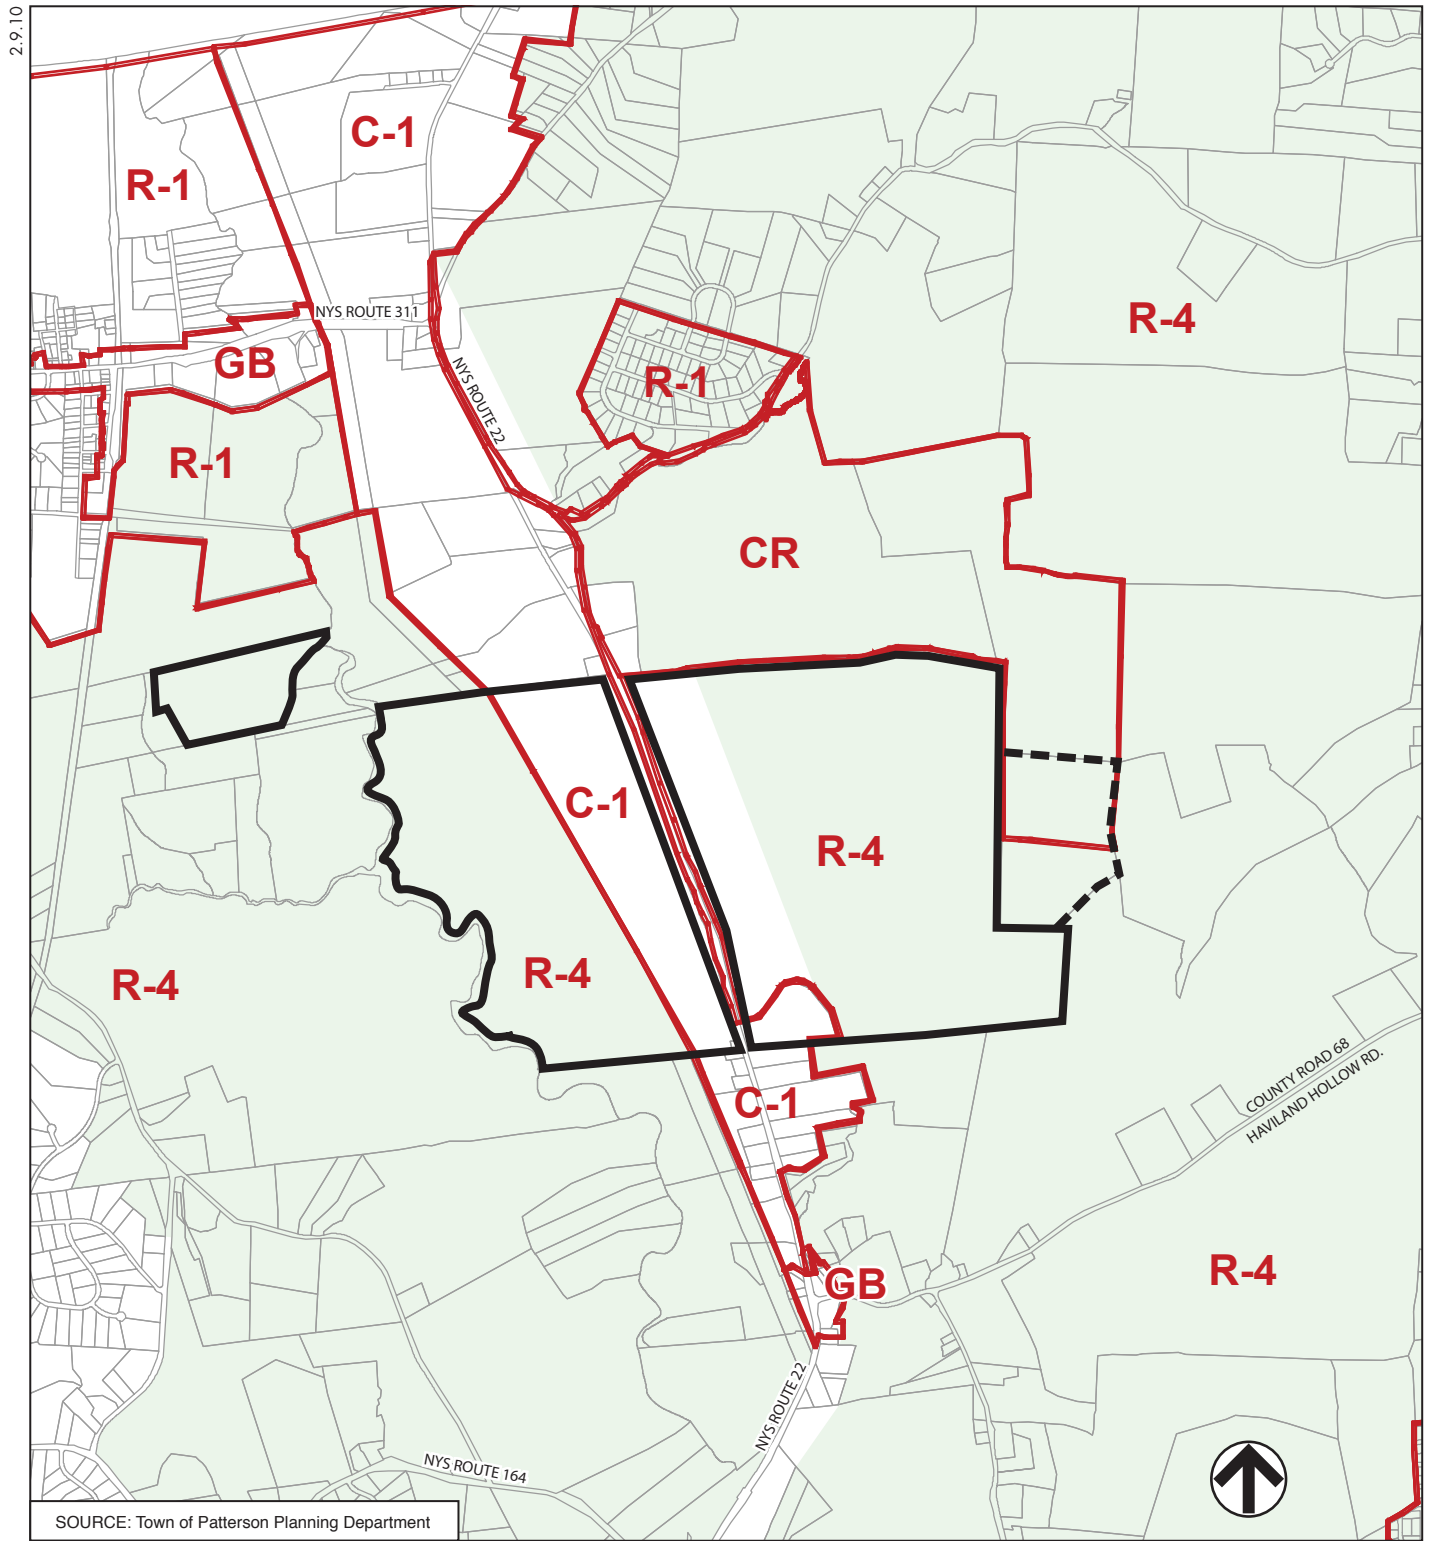 2.9.10
C-1
R-1
NYS ROUTE 311
R-4
GB
NYS ROUTE 22
R-1
R-1
CR
C-1
R-4
R-4
R-4
COUNTY ROAD 68
HAVILAND HOLLOW RD.
C-1
R-4
GB
NYS ROUTE 22
NYS ROUTE 164
SOURCE: Town of Patterson Planning Department